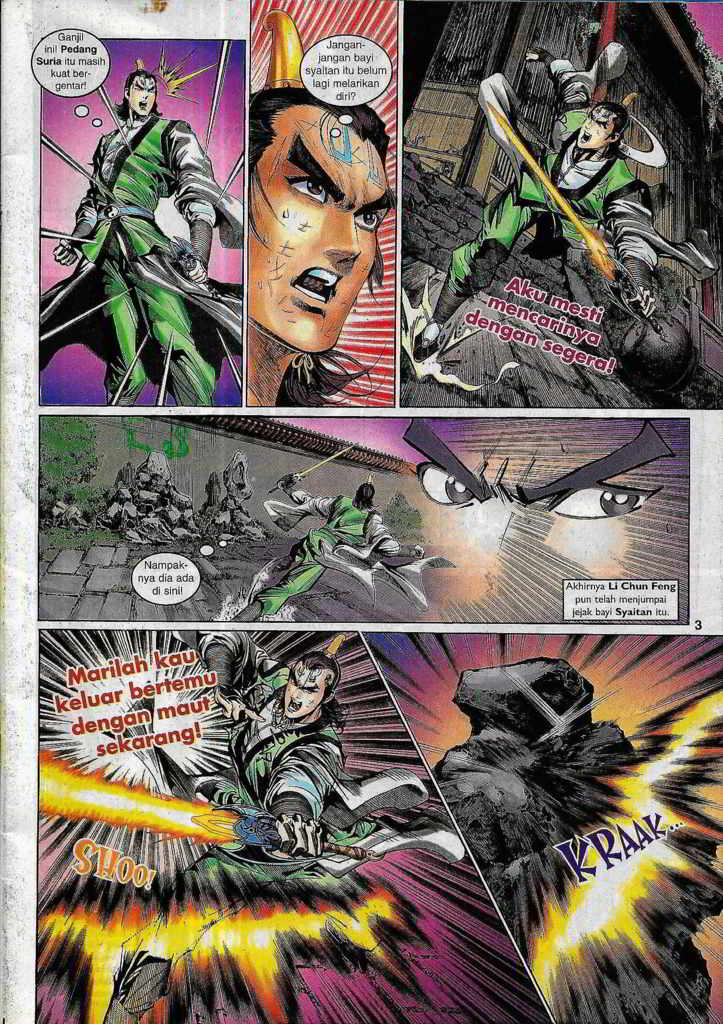 Ganjil
ini! Pedang
Suria itu masih
kuat ber-
gentar!
Jangan-
jangan bayi
syaitan itu belum
lagi melarikan
diri?
Aku mesti
mencarinya
dengan segera!
Nampak-
nya dia ada
di sini!
Akhirnya Li Chun Feng
pun telah menjumpai
jejak bayi Syaitan itu.
3
Marilah kau
keluar bertemu
dengan maut
sekarang!
SHOO!
KRAAK...